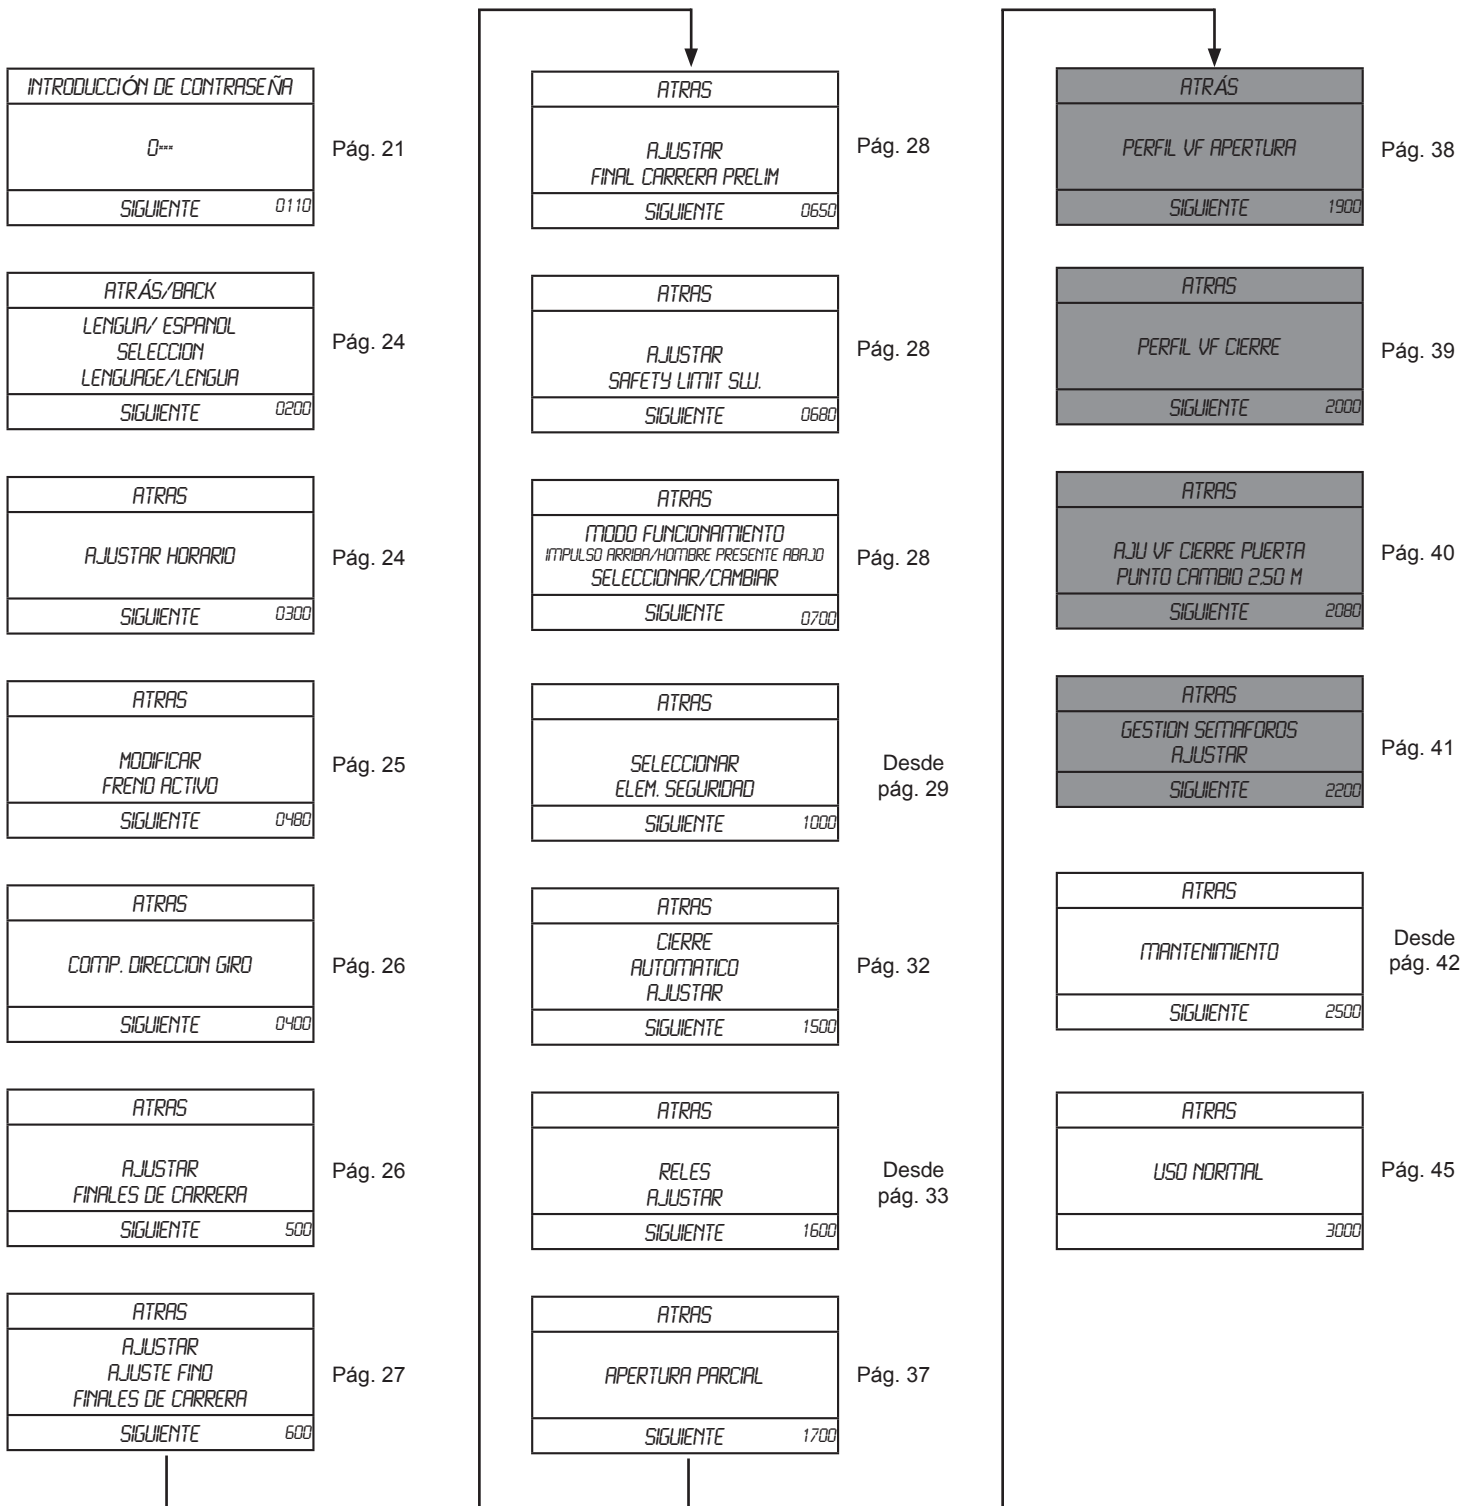 INTRODUCCIÓN DE CONTRASEÑA
0***
SIGUIENTE 0110
Pág. 21
ATRÁS/BACK
LENGUA/ ESPANOL
SELECCION
LENGUAGE/LENGUA
SIGUIENTE 0200
Pág. 24
ATRAS
AJUSTAR HORARIO
SIGUIENTE 0300
Pág. 24
ATRAS
MODIFICAR
FRENO ACTIVO
SIGUIENTE 0480
Pág. 25
ATRAS
COMP. DIRECCION GIRO
SIGUIENTE 0400
Pág. 26
ATRAS
AJUSTAR
FINALES DE CARRERA
SIGUIENTE 500
Pág. 26
ATRAS
AJUSTAR
AJUSTE FINO
FINALES DE CARRERA
SIGUIENTE 600
Pág. 27
ATRAS
AJUSTAR
FINAL CARRERA PRELIM
SIGUIENTE 0650
Pág. 28
ATRAS
AJUSTAR
SAFETY LIMIT SW.
SIGUIENTE 0680
Pág. 28
ATRAS
MODO FUNCIONAMIENTO
IMPULSO ARRIBA/HOMBRE PRESENTE ABAJO
SELECCIONAR/CAMBIAR
SIGUIENTE 0700
Pág. 28
ATRAS
SELECCIONAR
ELEM. SEGURIDAD
SIGUIENTE 1000
Desde
pág. 29
ATRAS
CIERRE
AUTOMATICO
AJUSTAR
SIGUIENTE 1500
Pág. 32
ATRAS
RELES
AJUSTAR
SIGUIENTE 1600
Desde
pág. 33
ATRAS
APERTURA PARCIAL
SIGUIENTE 1700
Pág. 37
ATRÁS
PERFIL VF APERTURA
SIGUIENTE 1900
Pág. 38
ATRAS
PERFIL VF CIERRE
SIGUIENTE 2000
Pág. 39
ATRAS
AJU VF CIERRE PUERTA
PUNTO CAMBIO 2.50 M
SIGUIENTE 2080
Pág. 40
ATRAS
GESTION SEMAFOROS
AJUSTAR
SIGUIENTE 2200
Pág. 41
ATRAS
MANTENIMIENTO
SIGUIENTE 2500
Desde
pág. 42
ATRAS
USO NORMAL
3000
Pág. 45